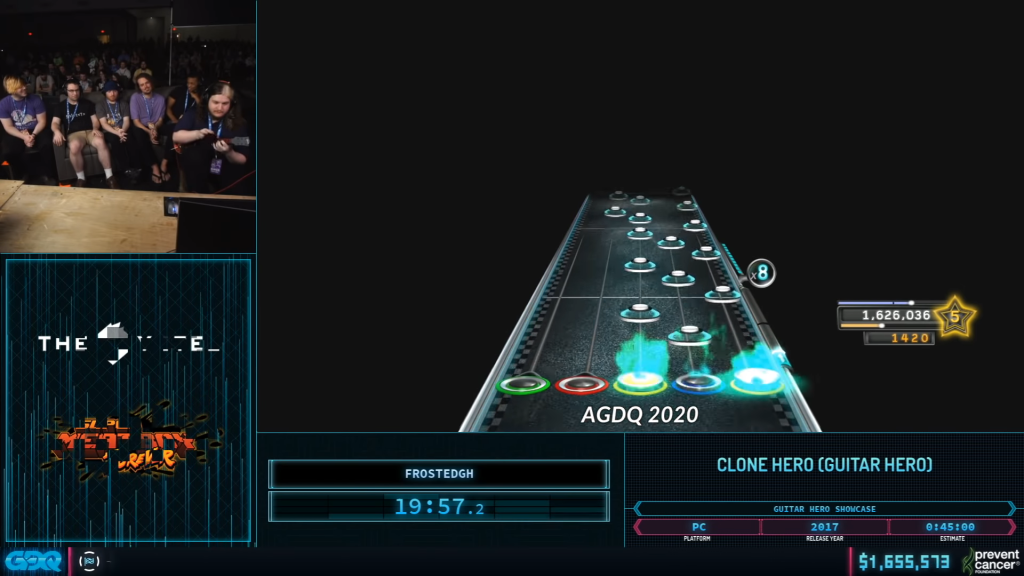 x8
1,626,036
5
1420
AGDQ 2020
THE
FROSTEDGH
19:57.2
CLONE HERO (GUITAR HERO)
GUITAR HERO SHOWCASE
PC
2017
0:45:00
PLATFORM
RELEASE YEAR
ESTIMATE
GDQ
$1,655,573
prevent
cancer
FOUNDATION